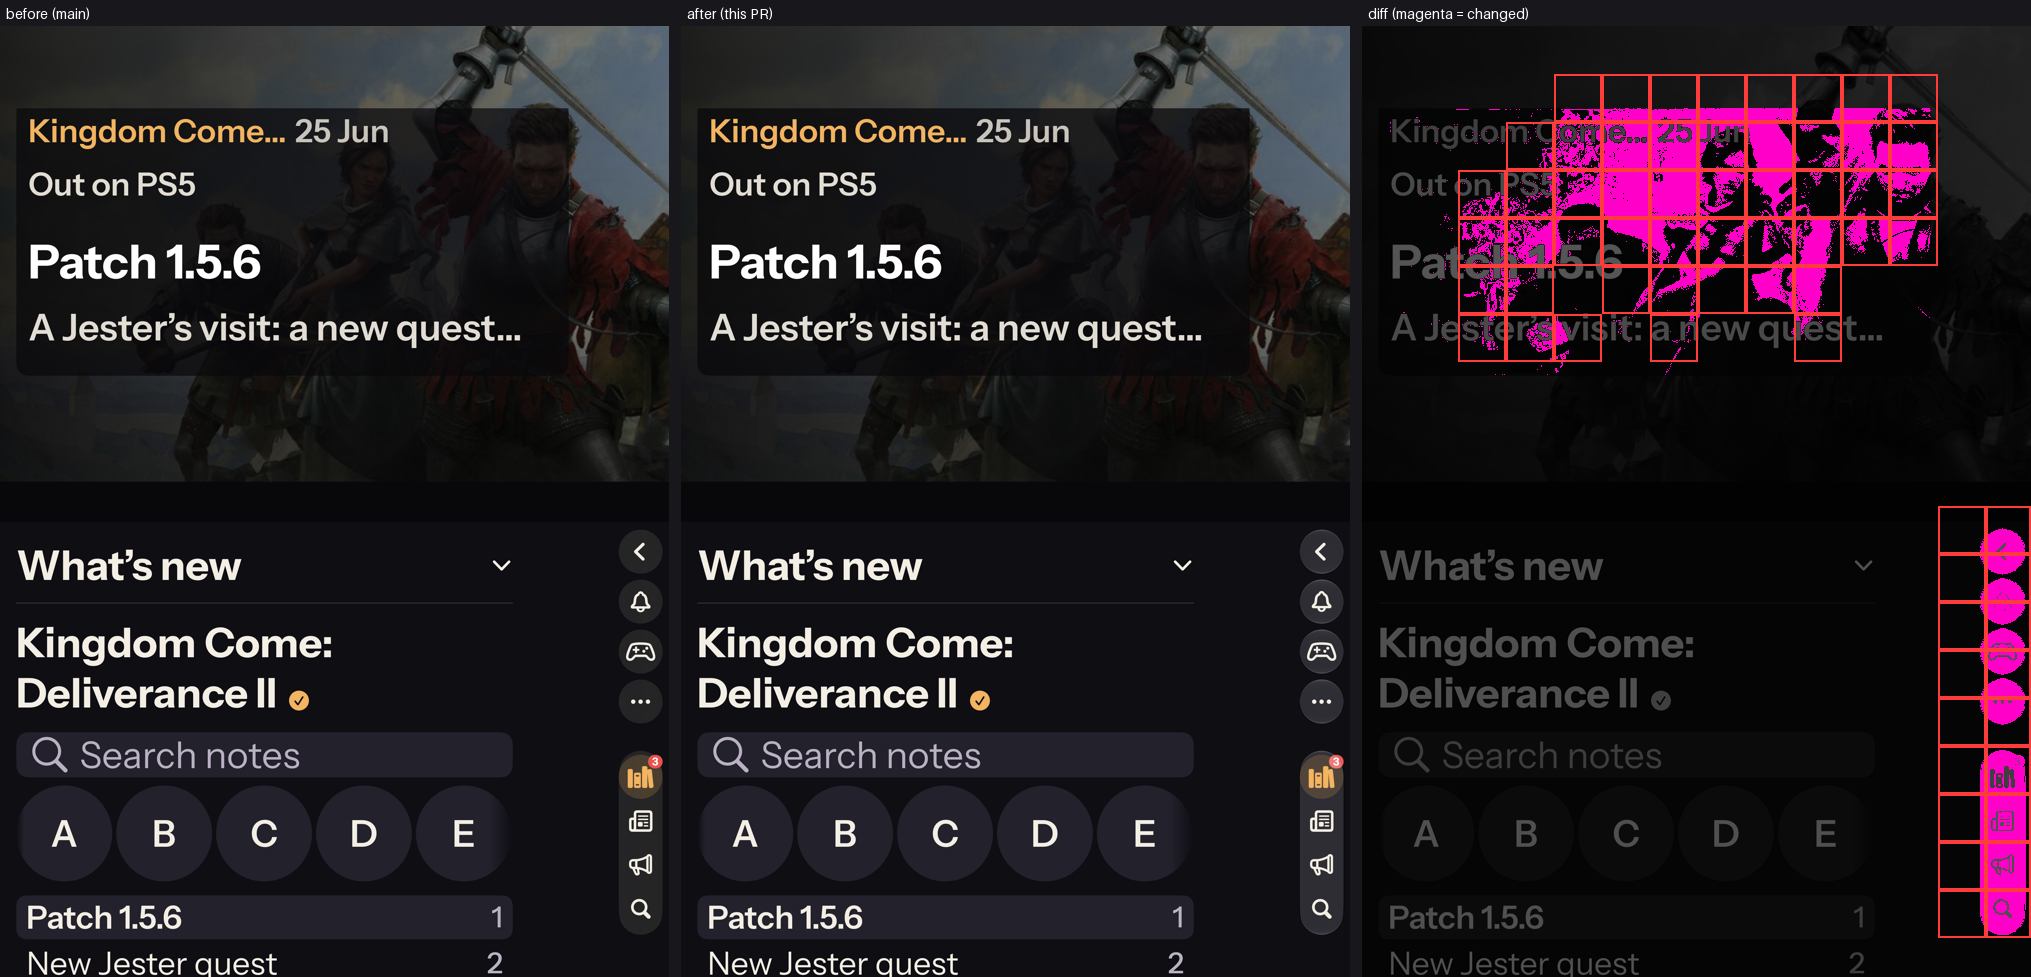 before (main)
Kingdom Come... 25 Jun
Out on PS5
Patch 1.5.6
A Jester's visit: a new quest...
What's new
Kingdom Come:
Deliverance II
Search notes
A B C D E
Patch 1.5.6 1
New Jester quest 2
3
after (this PR)
Kingdom Come... 25 Jun
Out on PS5
Patch 1.5.6
A Jester's visit: a new quest...
What's new
Kingdom Come:
Deliverance II
Search notes
A B C D E
Patch 1.5.6 1
New Jester quest 2
3
diff (magenta = changed)
Kingdom Come... 25 Jun
Out on PS5
Patch 1.5.6
A Jester's visit: a new quest...
What's new
Kingdom Come:
Deliverance II
Search notes
A B C D E
Patch 1.5.6 1
New Jester quest 2